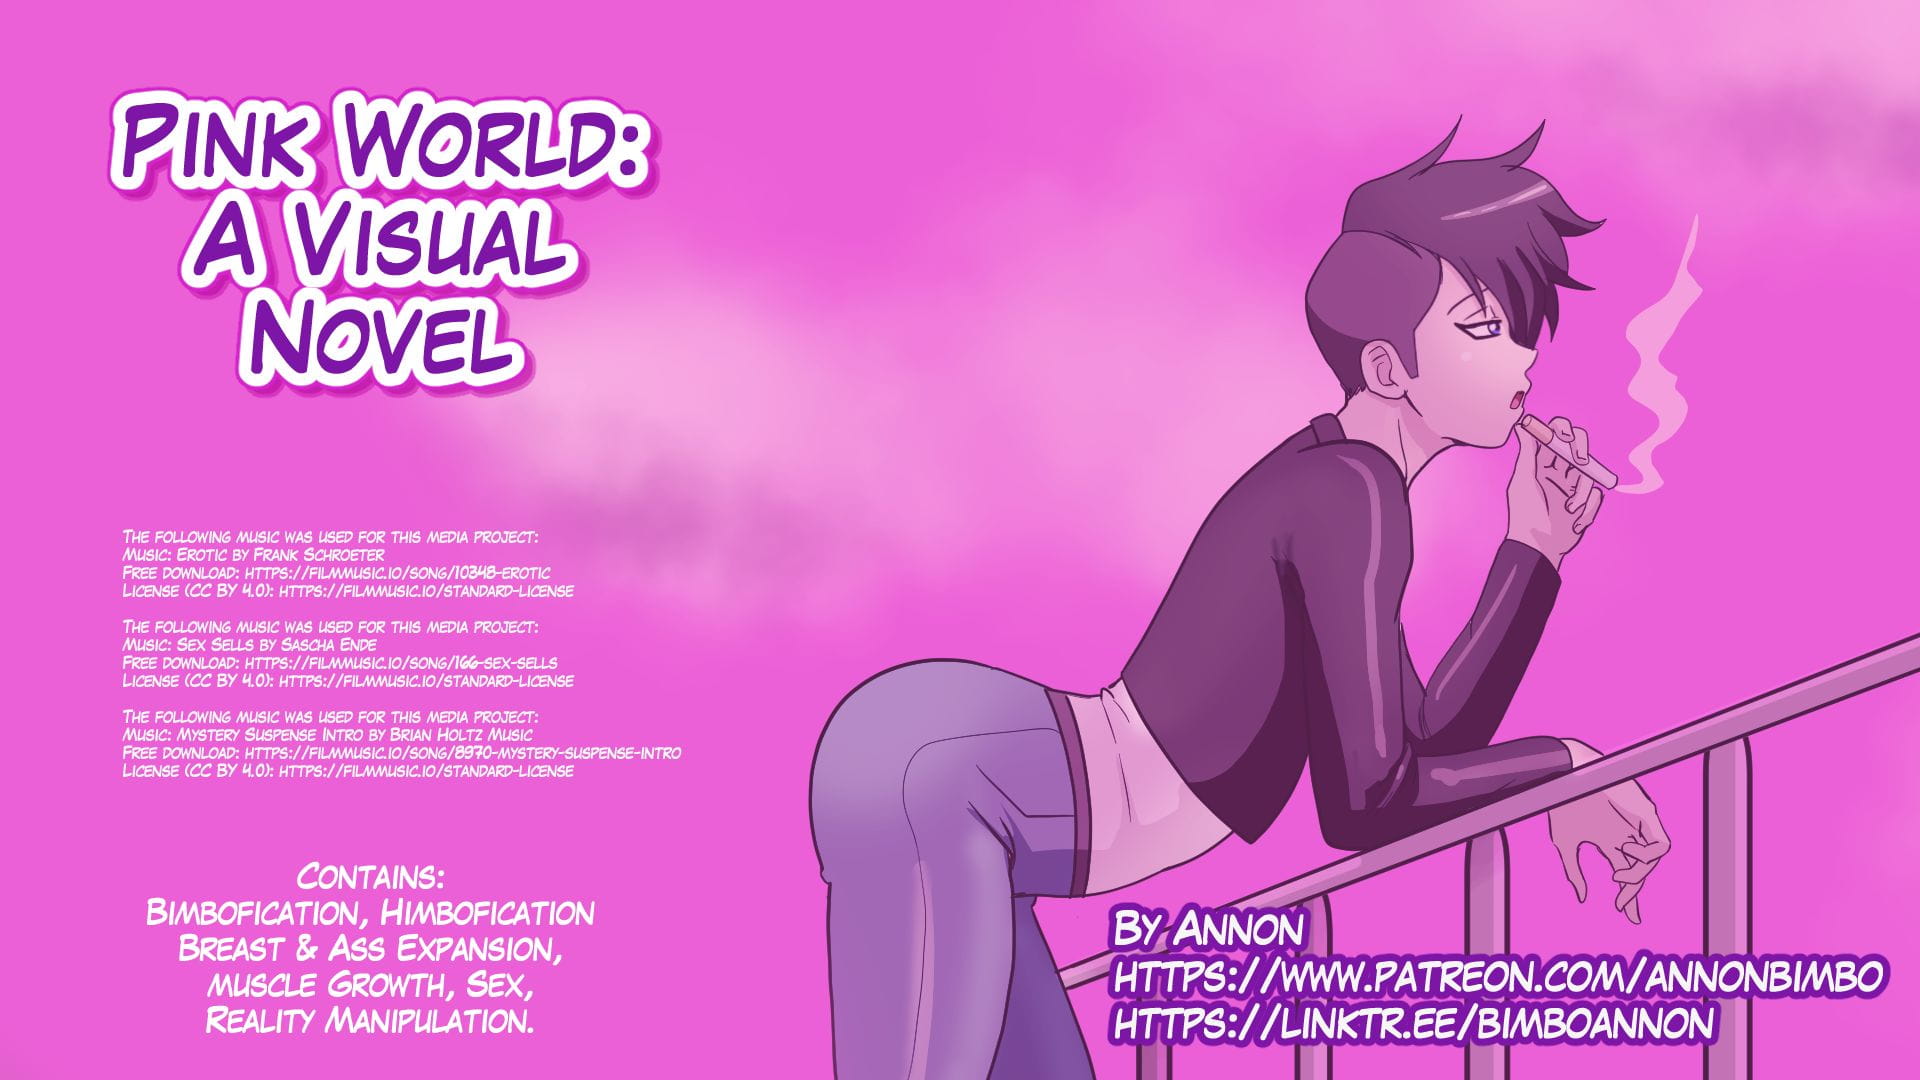 Pink World:
A Visual
Novel
The following music was used for this media project:
Music: Erotic by Frank Schroeter
Free download: https://filmmusic.io/song/10348-erotic
License (CC BY 4.0): https://filmmusic.io/standard-license
The following music was used for this media project:
Music: Sex Sells by Sascha Ende
Free download: https://filmmusic.io/song/166-sex-sells
License (CC BY 4.0): https://filmmusic.io/standard-license
The following music was used for this media project:
Music: Mystery Suspense Intro by Brian Holtz Music
Free download: https://filmmusic.io/song/8970-mystery-suspense-intro
License (CC BY 4.0): https://filmmusic.io/standard-license
Contains:
Bimbofication, Himbofication
Breast & Ass Expansion,
muscle Growth, Sex,
Reality Manipulation.
By Annon
https://www.patreon.com/annonbimbo
https://linktr.ee/bimboannon